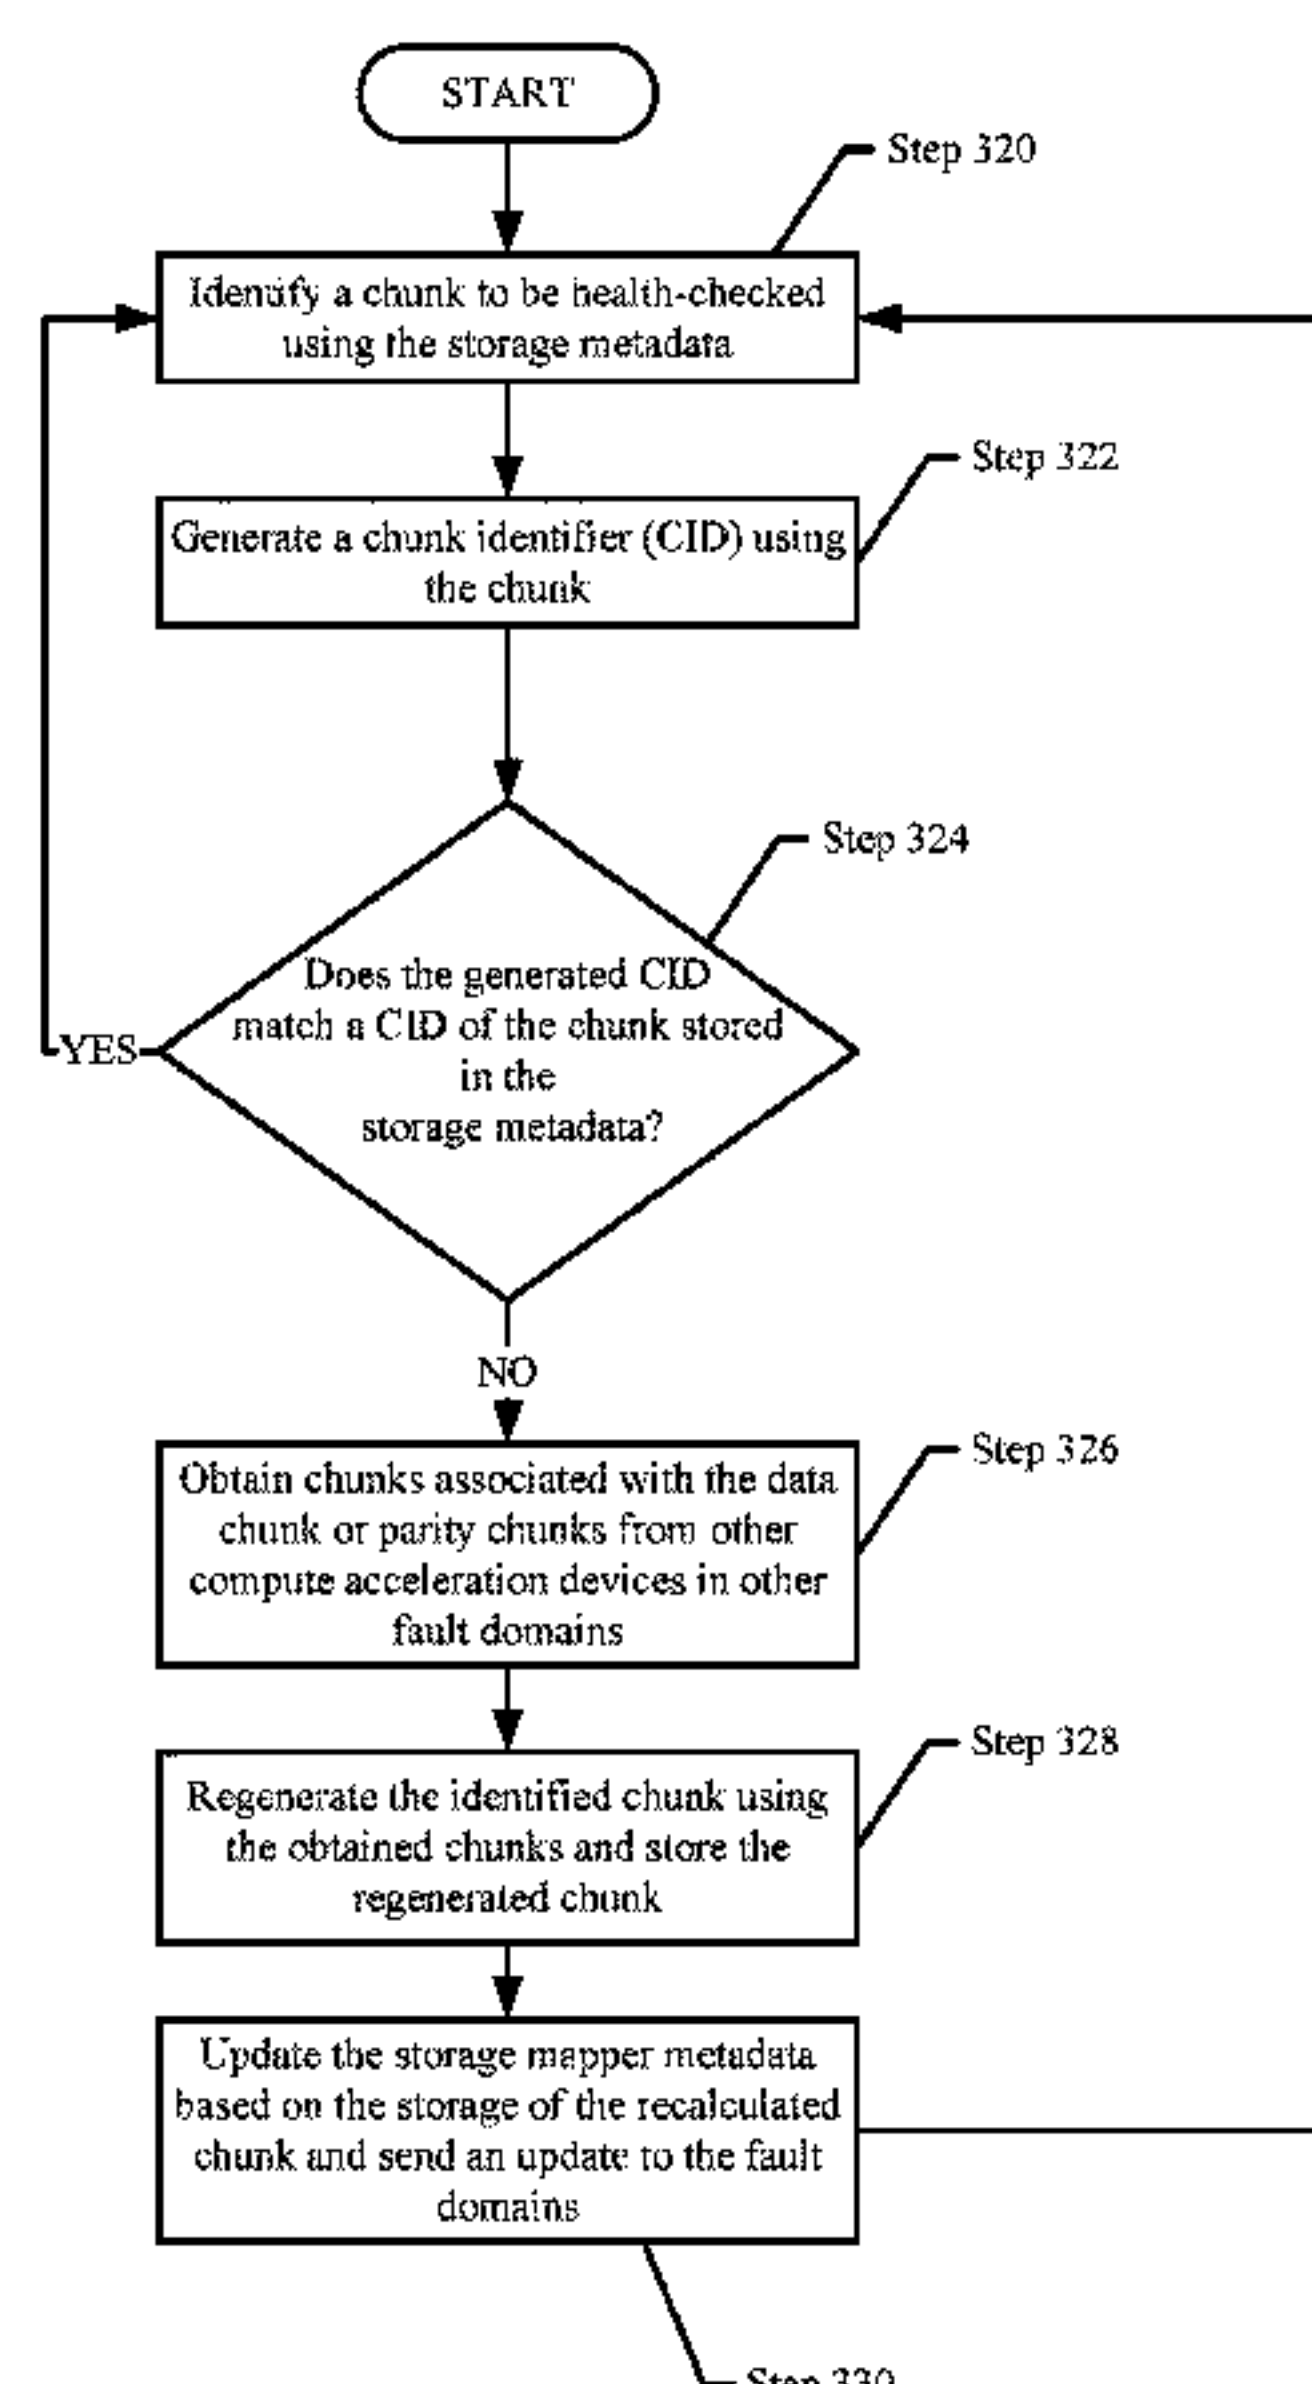 START
Step 320
Identify a chunk to be health-checked
using the storage metadata
Step 322
Generate a chunk identifier (CID) using
the chunk
Step 324
Does the generated CID
match a CID of the chunk stored
in the
storage metadata?
YES
NO
Step 326
Obtain chunks associated with the data
chunk or parity chunks from other
compute acceleration devices in other
fault domains
Step 328
Regenerate the identified chunk using
the obtained chunks and store the
regenerated chunk
Update the storage mapper metadata
based on the storage of the recalculated
chunk and send an update to the fault
domains
Step 330